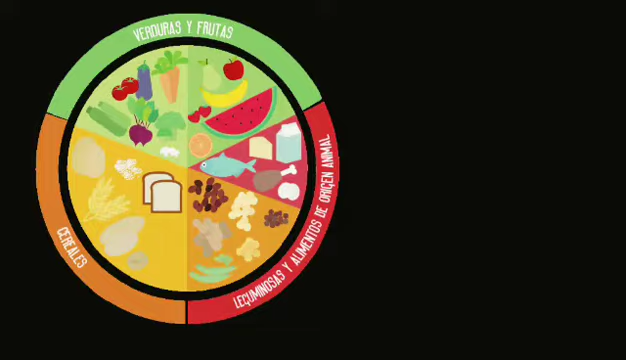 VERDURAS Y FRUTAS
CEREALES
LEGUMINOSAS Y ALIMENTOS DE ORIGEN ANIMAL